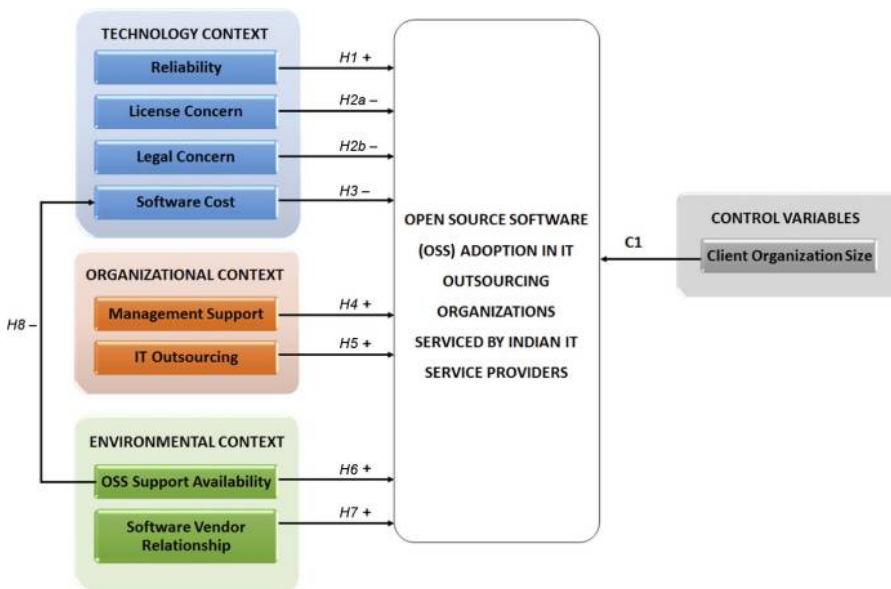 TECHNOLOGY CONTEXT
Reliability
H1 +
License Concern
H2a –
Legal Concern
H2b –
Software Cost
H3 –
ORGANIZATIONAL CONTEXT
Management Support
H4 +
IT Outsourcing
H5 +
H8 –
ENVIRONMENTAL CONTEXT
OSS Support Availability
H6 +
Software Vendor
Relationship
H7 +
OPEN SOURCE SOFTWARE
(OSS) ADOPTION IN IT
OUTSOURCING
ORGANIZATIONS
SERVICED BY INDIAN IT
SERVICE PROVIDERS
C1
CONTROL VARIABLES
Client Organization Size